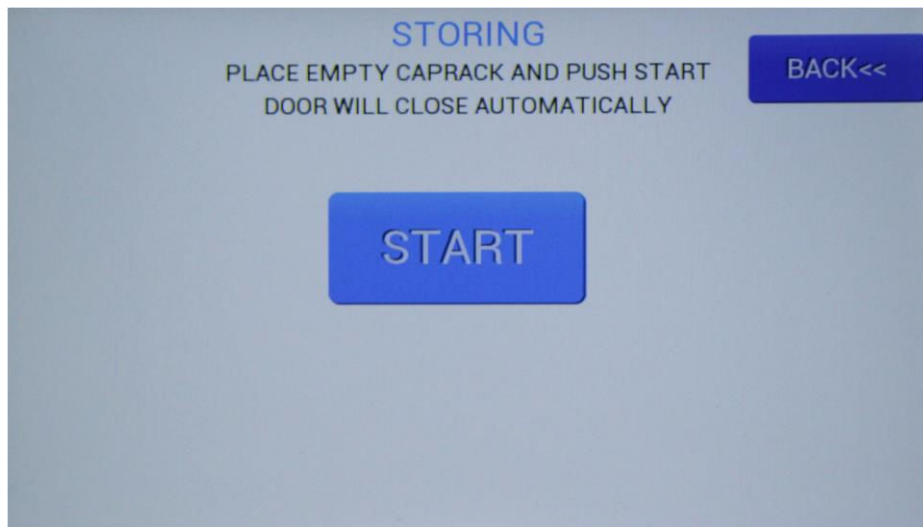 STORING
PLACE EMPTY CAPRACK AND PUSH START
DOOR WILL CLOSE AUTOMATICALLY
BACK<<
START